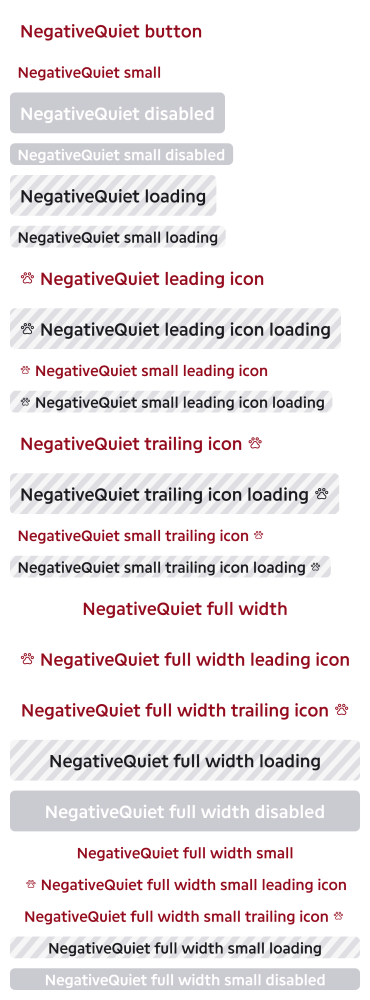 NegativeQuiet button
NegativeQuiet small
NegativeQuiet disabled
NegativeQuiet small disabled
NegativeQuiet loading
NegativeQuiet small loading
NegativeQuiet leading icon
NegativeQuiet leading icon loading
NegativeQuiet small leading icon
NegativeQuiet small leading icon loading
NegativeQuiet trailing icon
NegativeQuiet trailing icon loading
NegativeQuiet small trailing icon
NegativeQuiet small trailing icon loading
NegativeQuiet full width
NegativeQuiet full width leading icon
NegativeQuiet full width trailing icon
NegativeQuiet full width loading
NegativeQuiet full width disabled
NegativeQuiet full width small
NegativeQuiet full width small leading icon
NegativeQuiet full width small trailing icon
NegativeQuiet full width small loading
NegativeQuiet full width small disabled